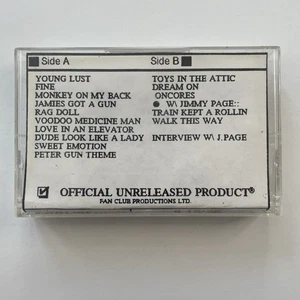 Side A
YOUNG LUST
FINE
MONKEY ON MY BACK
JAMIES GOT A GUN
RAG DOLL
VOODOO MEDICINE MAN
LOVE IN AN ELEVATOR
DUDE LOOK LIKE A LADY
SWEET EMOTION
PETER GUN THEME
Side B
TOYS IN THE ATTIC
DREAM ON
ONCORES
W\ JIMMY PAGE::
TRAIN KEPT A ROLLIN
WALK THIS WAY
INTERVIEW W\ J.PAGE
OFFICIAL UNRELEASED PRODUCT®
FAN CLUB PRODUCTIONS LTD.